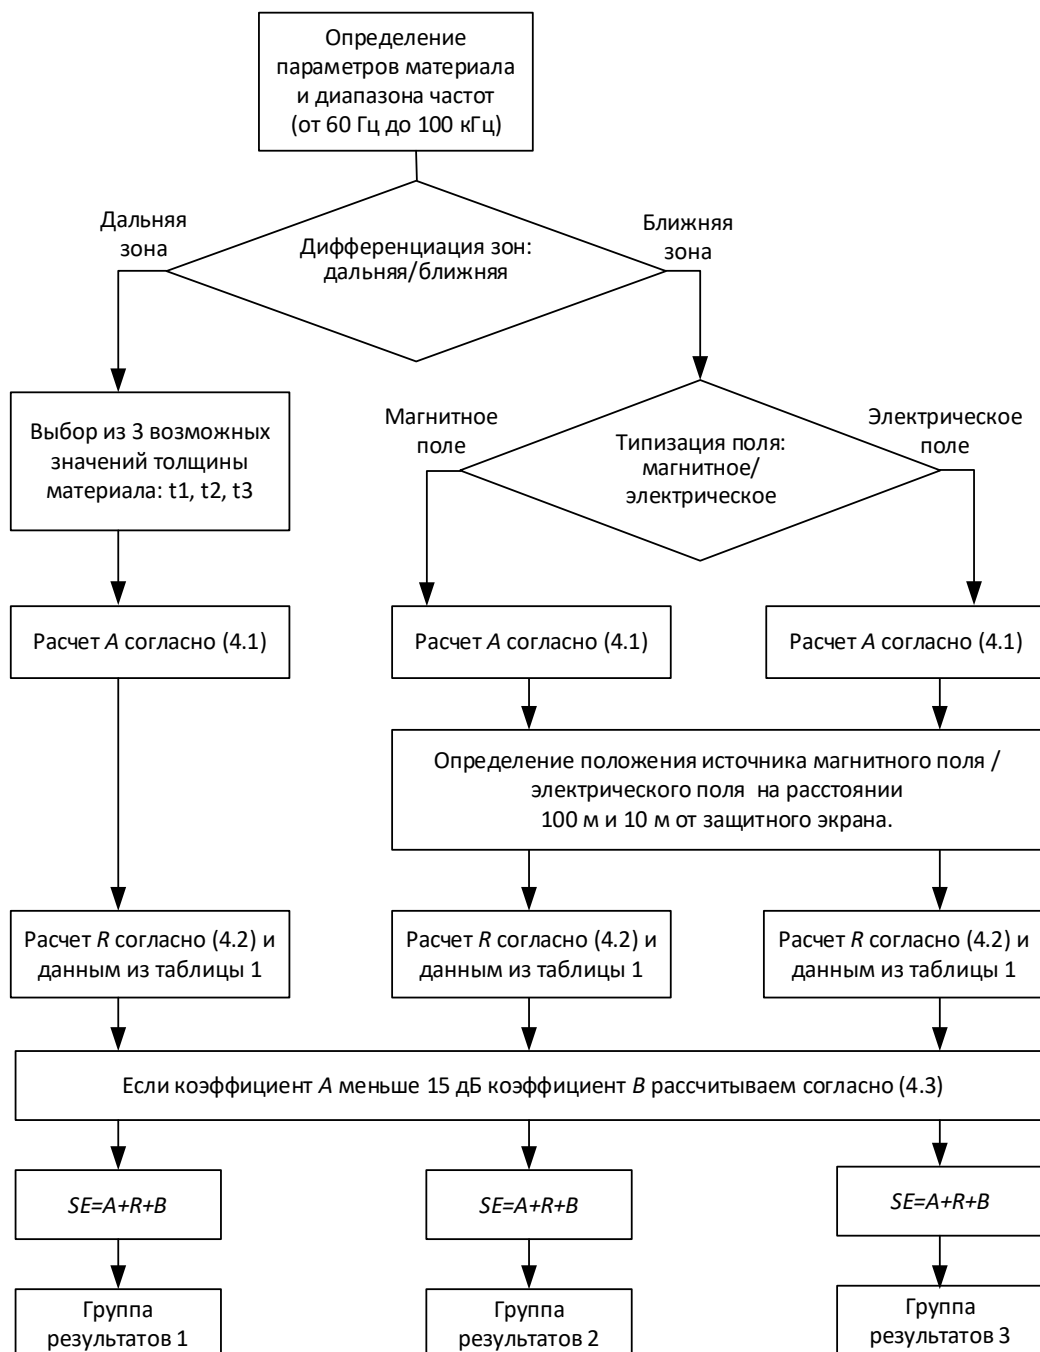 Определение
параметров материала
и диапазона частот
(от 60 Гц до 100 кГц)
Дальняя
зона
Дифференциация зон:
дальняя/ближняя
Ближняя
зона
Выбор из 3 возможных
значений толщины
материала: t1, t2, t3
Магнитное
поле
Типизация поля:
магнитное/
электрическое
Электрическое
поле
Расчет A согласно (4.1)
Расчет A согласно (4.1)
Расчет A согласно (4.1)
Определение положения источника магнитного поля /
электрического поля на расстоянии
100 м и 10 м от защитного экрана.
Расчет R согласно (4.2) и
данным из таблицы 1
Расчет R согласно (4.2) и
данным из таблицы 1
Расчет R согласно (4.2) и
данным из таблицы 1
Если коэффициент A меньше 15 дБ коэффициент B рассчитываем согласно (4.3)
SE=A+R+B
SE=A+R+B
SE=A+R+B
Группа
результатов 1
Группа
результатов 2
Группа
результатов 3